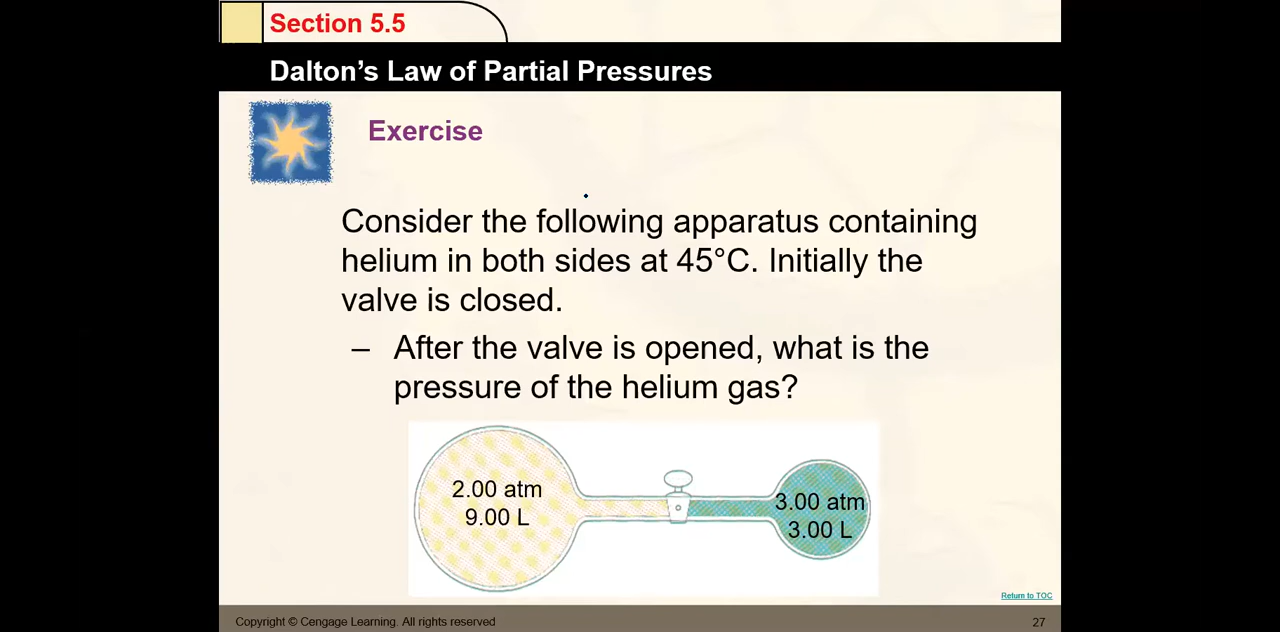 Section 5.5
Dalton’s Law of Partial Pressures
Exercise
Consider the following apparatus containing
helium in both sides at 45°C. Initially the
valve is closed.
– After the valve is opened, what is the
pressure of the helium gas?
2.00 atm
9.00 L
3.00 atm
3.00 L
Return to TOC
Copyright © Cengage Learning. All rights reserved
27